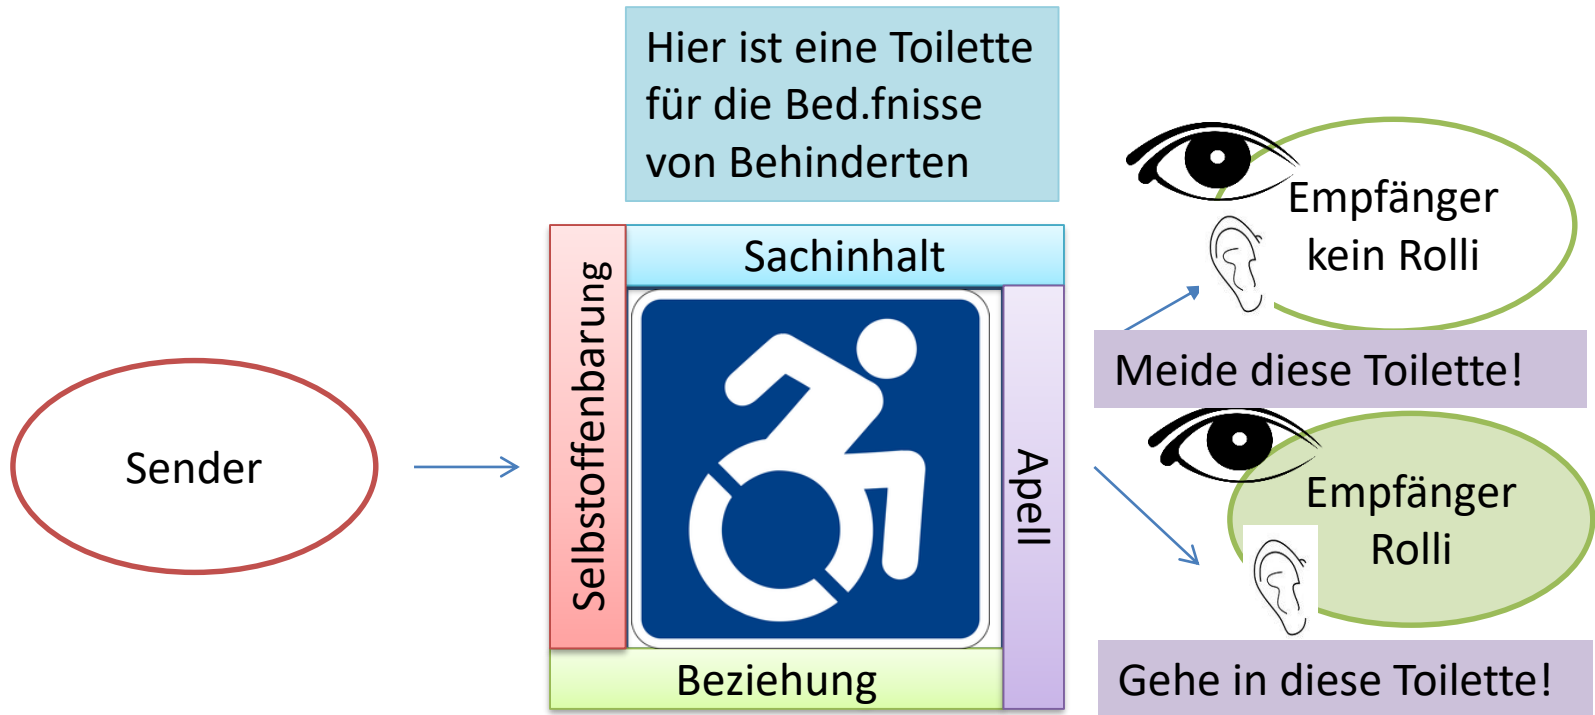 Hier ist eine Toilette
für die Bed.fnisse
von Behinderten
Sender
Selbstoffenbarung
Sachinhalt
Apell
Beziehung
Empfänger
kein Rolli
Meide diese Toilette!
Empfänger
Rolli
Gehe in diese Toilette!